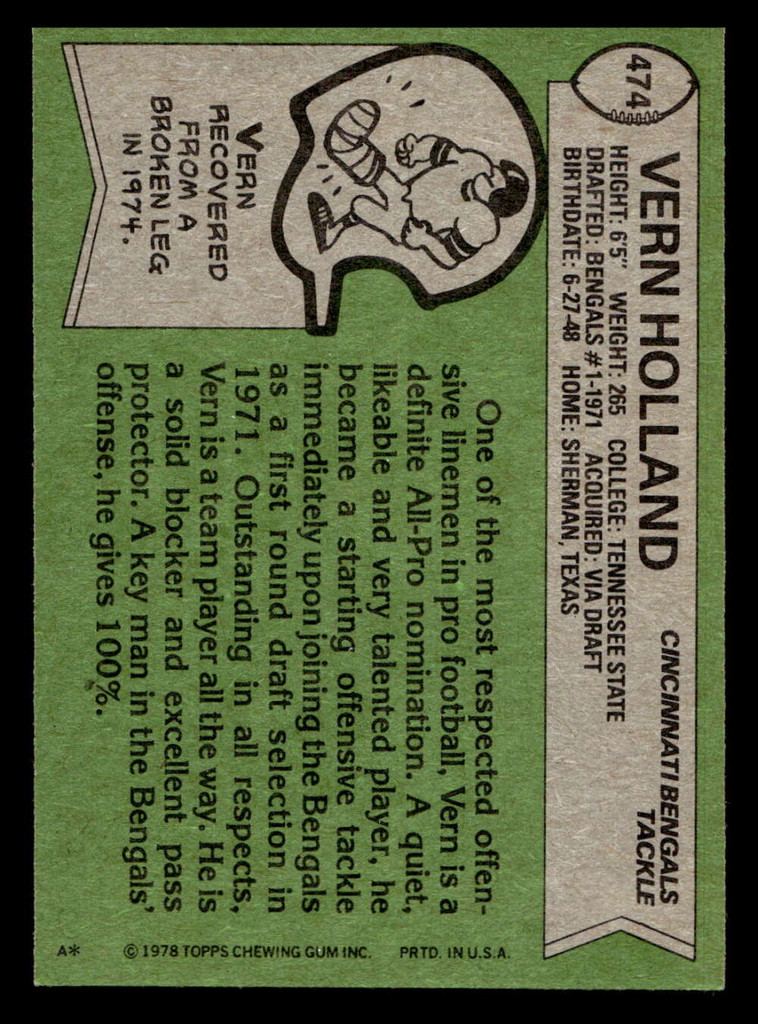 474
VERN HOLLAND
CINCINNATI BENGALS
TACKLE
HEIGHT: 6'5" WEIGHT: 265 COLLEGE: TENNESSEE STATE
DRAFTED: BENGALS #1-1971 ACQUIRED: VIA DRAFT
BIRTHDATE: 6-27-48 HOME: SHERMAN, TEXAS
VERN
RECOVERED
FROM A
BROKEN LEG
IN 1974.
One of the most respected offen-
sive linemen in pro football, Vern is a
definite All-Pro nomination. A quiet,
likeable and very talented player, he
became a starting offensive tackle
immediately upon joining the Bengals
as a first round draft selection in
1971. Outstanding in all respects,
Vern is a team player all the way. He is
a solid blocker and excellent pass
protector. A key man in the Bengals'
offense, he gives 100%.
A* © 1978 TOPPS CHEWING GUM INC. PRTD. IN U.S.A.